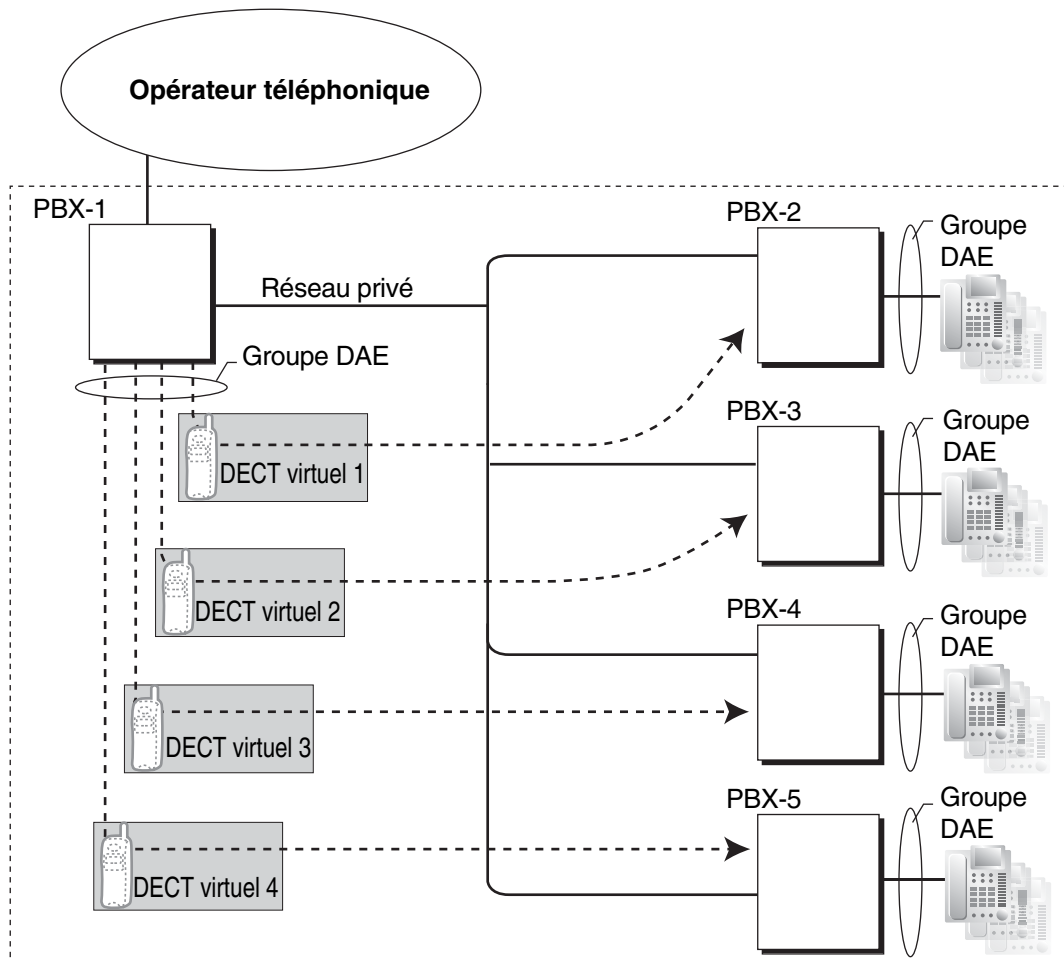 Opérateur téléphonique
PBX-1
Réseau privé
Groupe DAE
DECT virtuel 1
DECT virtuel 2
DECT virtuel 3
DECT virtuel 4
PBX-2
Groupe
DAE
PBX-3
Groupe
DAE
PBX-4
Groupe
DAE
PBX-5
Groupe
DAE